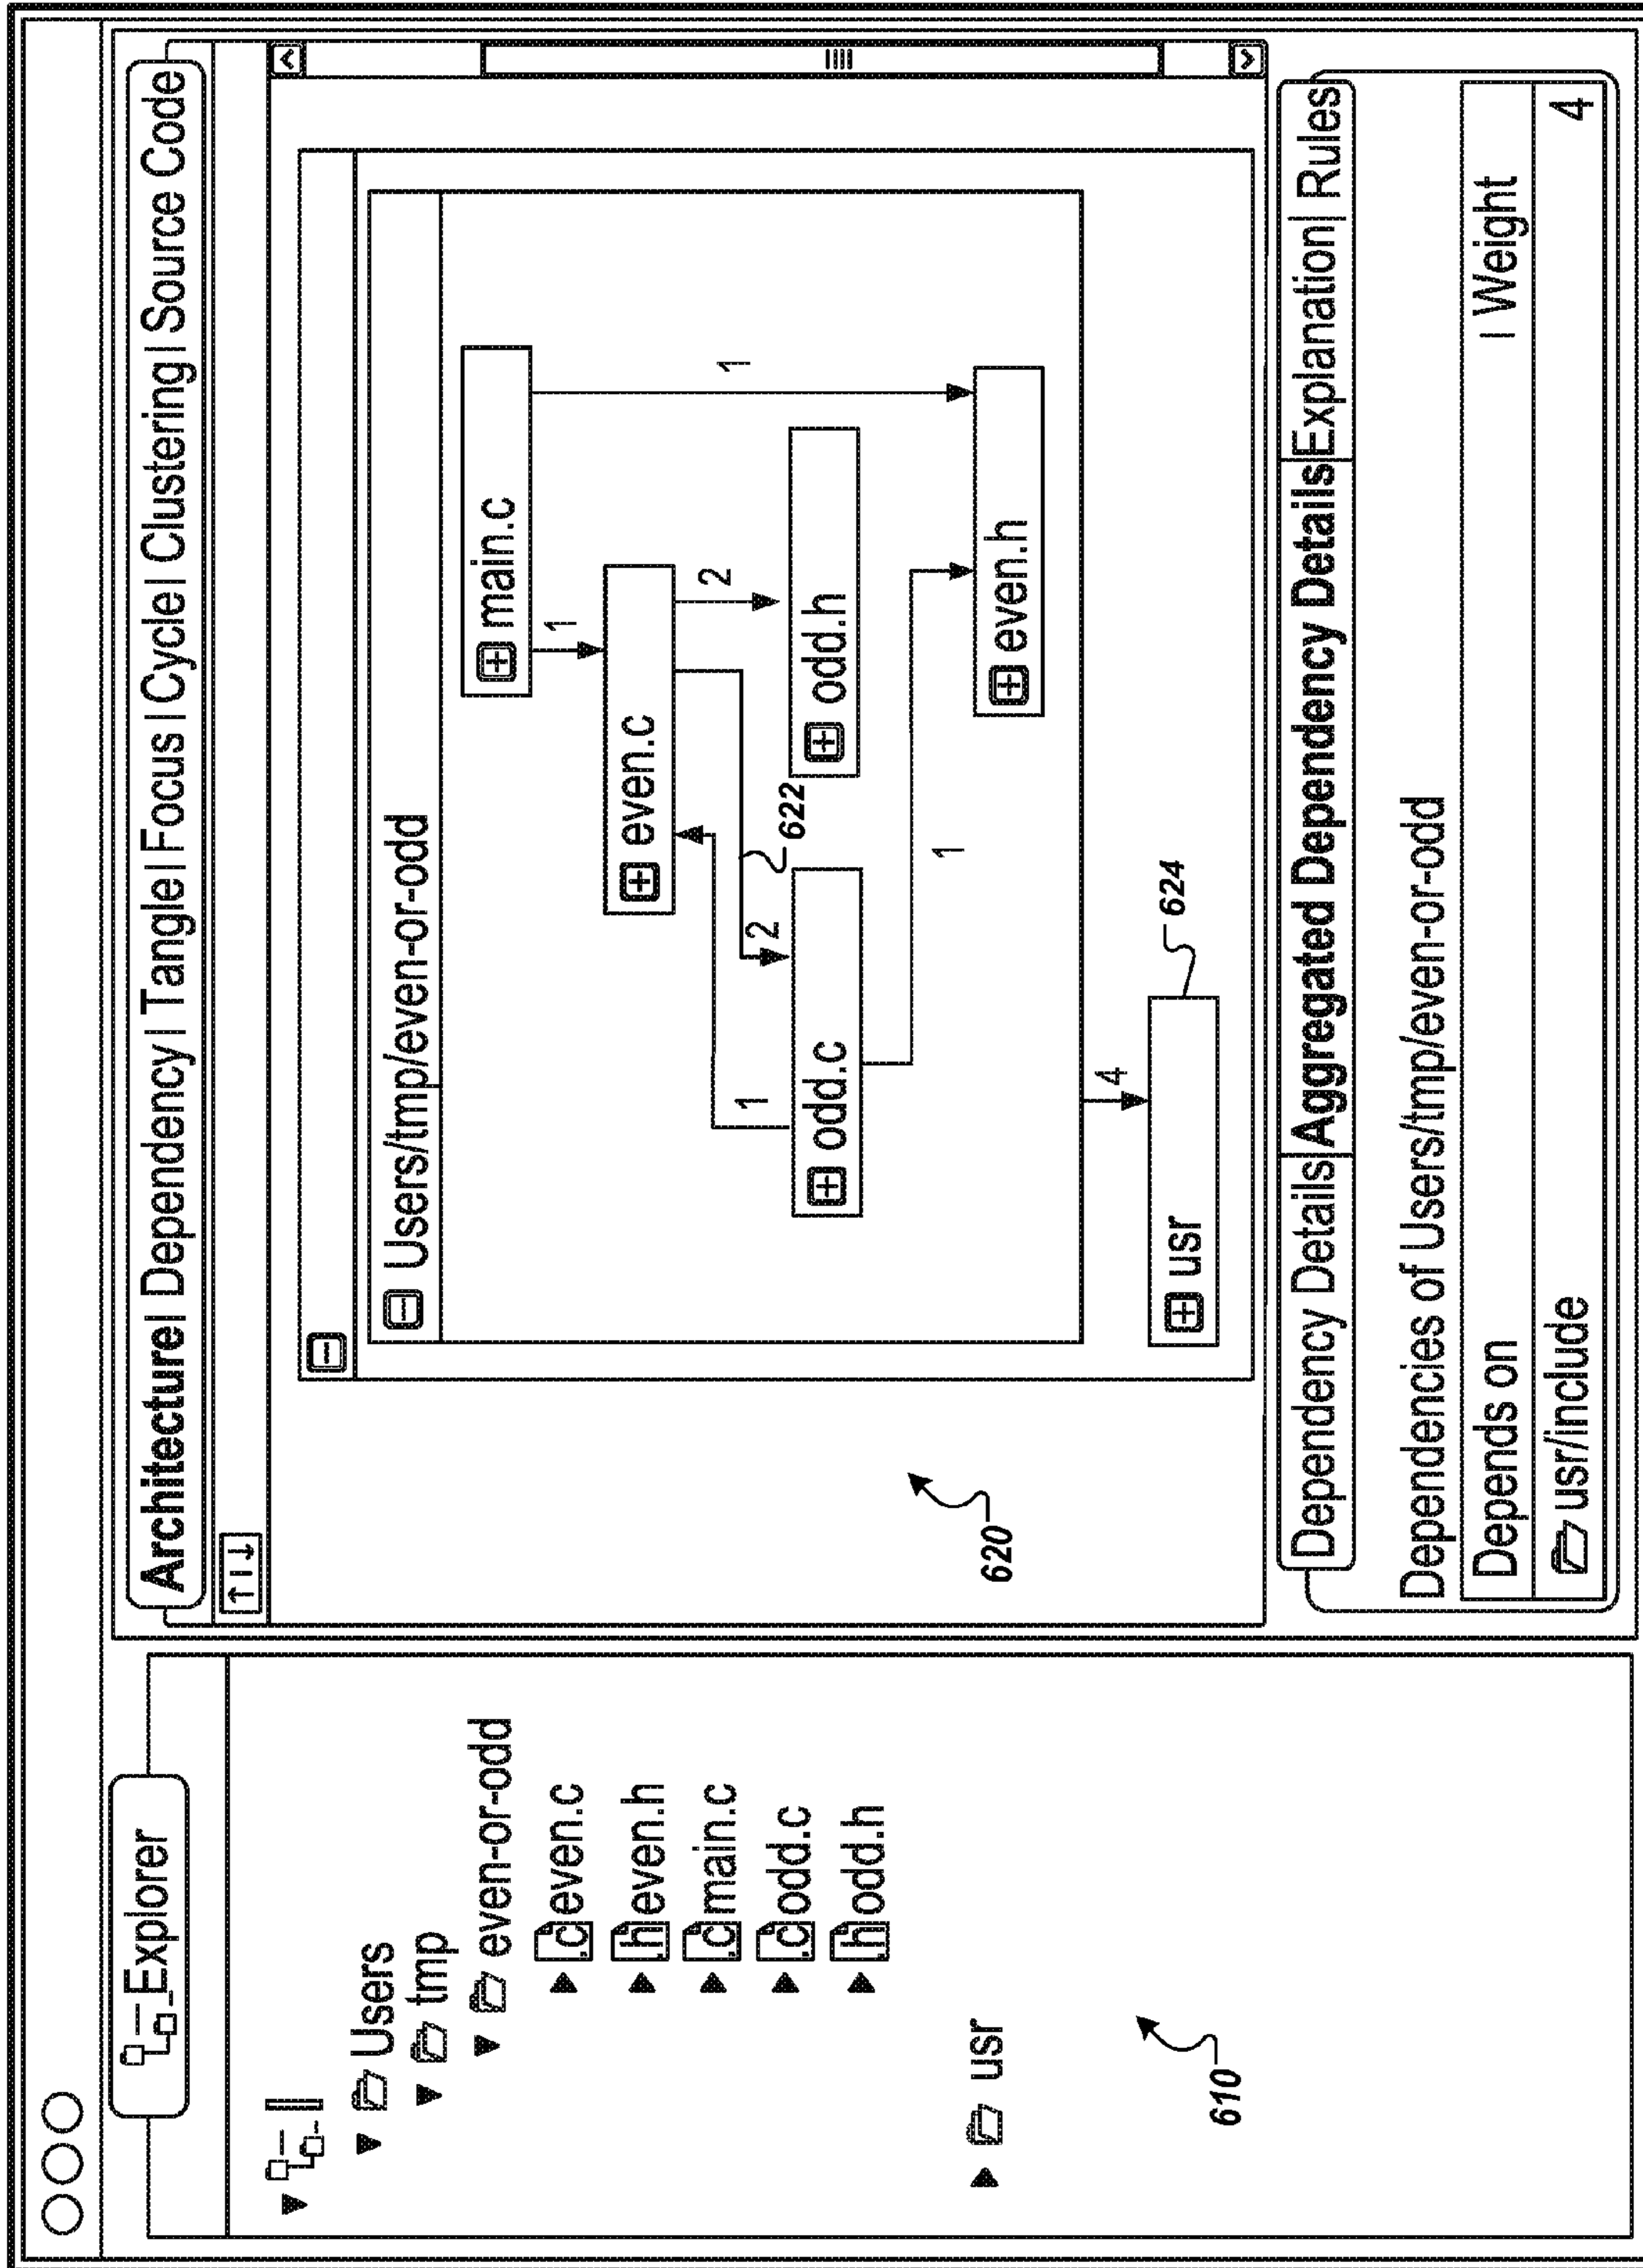 Explorer
Users
tmp
even-or-odd
.c even.c
.h even.h
.c main.c
.c odd.c
.h odd.h
usr
610
Architecture| Dependency| Tangle| Focus | Cycle| Clustering| Source Code
Users/tmp/even-or-odd
main.c
1
1
even.c
2
622
1
2
odd.c
odd.h
1
even.h
4
usr
624
620
Dependency Details| Aggregated Dependency Details| Explanation| Rules
Dependencies of Users/tmp/even-or-odd
Depends on | Weight
usr/include 4